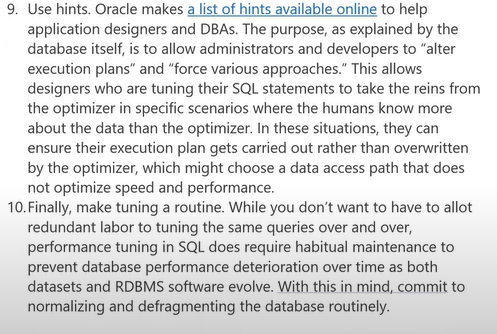 9. Use hints. Oracle makes a list of hints available online to help
application designers and DBAs. The purpose, as explained by the
database itself, is to allow administrators and developers to “alter
execution plans” and “force various approaches.” This allows
designers who are tuning their SQL statements to take the reins from
the optimizer in specific scenarios where the humans know more
about the data than the optimizer. In these situations, they can
ensure their execution plan gets carried out rather than overwritten
by the optimizer, which might choose a data access path that does
not optimize speed and performance.
10. Finally, make tuning a routine. While you don’t want to have to allot
redundant labor to tuning the same queries over and over,
performance tuning in SQL does require habitual maintenance to
prevent database performance deterioration over time as both
datasets and RDBMS software evolve. With this in mind, commit to
normalizing and defragmenting the database routinely.